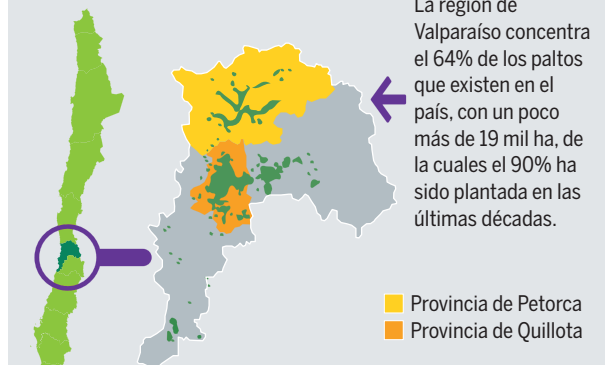 La región de
Valparaíso concentra
el 64% de los paltos
que existen en el
país, con un poco
más de 19 mil ha, de
la cuales el 90% ha
sido plantada en las
últimas décadas.
Provincia de Petorca
Provincia de Quillota